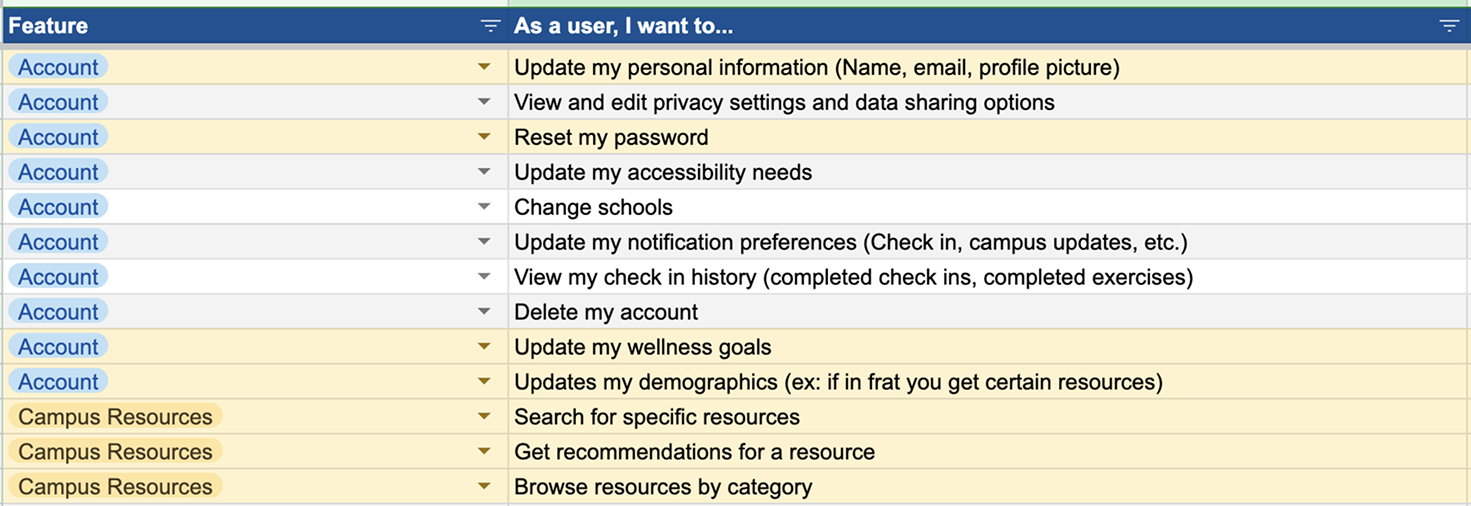 Feature As a user, I want to...
Account Update my personal information (Name, email, profile picture)
Account View and edit privacy settings and data sharing options
Account Reset my password
Account Update my accessibility needs
Account Change schools
Account Update my notification preferences (Check in, campus updates, etc.)
Account View my check in history (completed check ins, completed exercises)
Account Delete my account
Account Update my wellness goals
Account Updates my demographics (ex: if in frat you get certain resources)
Campus Resources Search for specific resources
Campus Resources Get recommendations for a resource
Campus Resources Browse resources by category